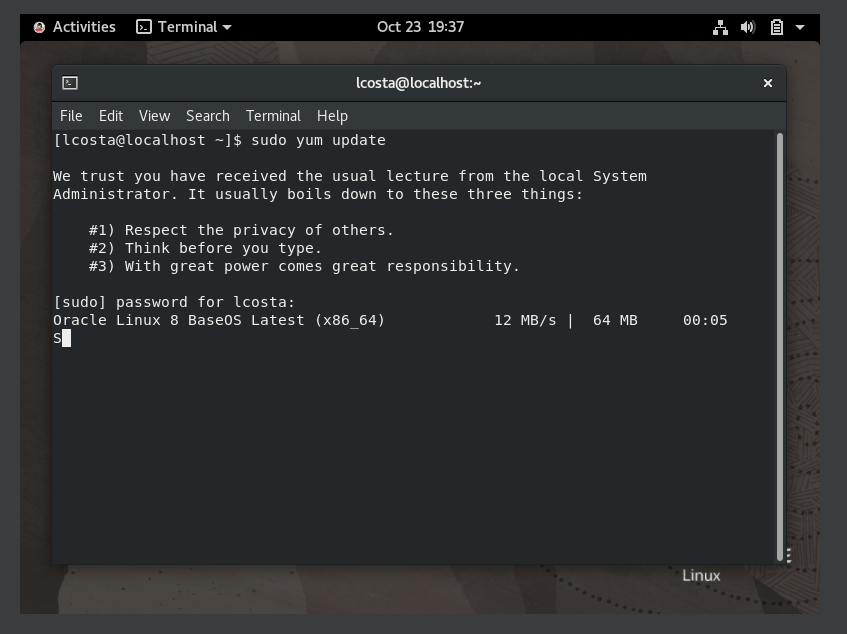 Activities Terminal Oct 23 19:37
lcosta@localhost:~ ×
File Edit View Search Terminal Help
[lcosta@localhost ~]$ sudo yum update
We trust you have received the usual lecture from the local System
Administrator. It usually boils down to these three things:
#1) Respect the privacy of others.
#2) Think before you type.
#3) With great power comes great responsibility.
[sudo] password for lcosta:
Oracle Linux 8 BaseOS Latest (x86_64) 12 MB/s | 64 MB 00:05
S
Linux